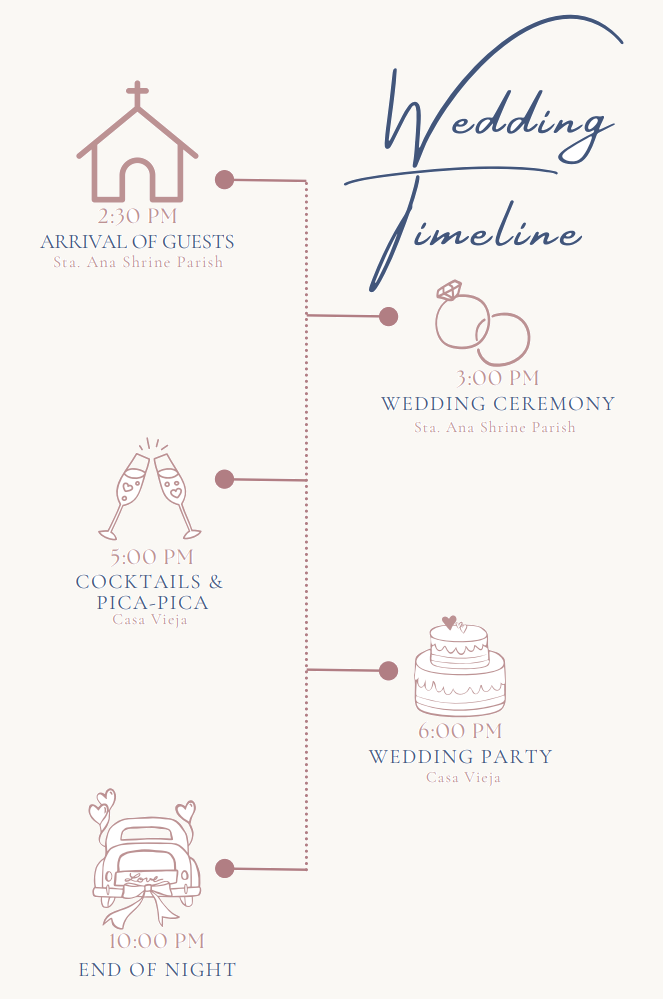 Wedding
Timeline
2:30 PM
ARRIVAL OF GUESTS
Sta. Ana Shrine Parish
3:00 PM
WEDDING CEREMONY
Sta. Ana Shrine Parish
5:00 PM
COCKTAILS &
PICA-PICA
Casa Vieja
6:00 PM
WEDDING PARTY
Casa Vieja
Love
10:00 PM
END OF NIGHT